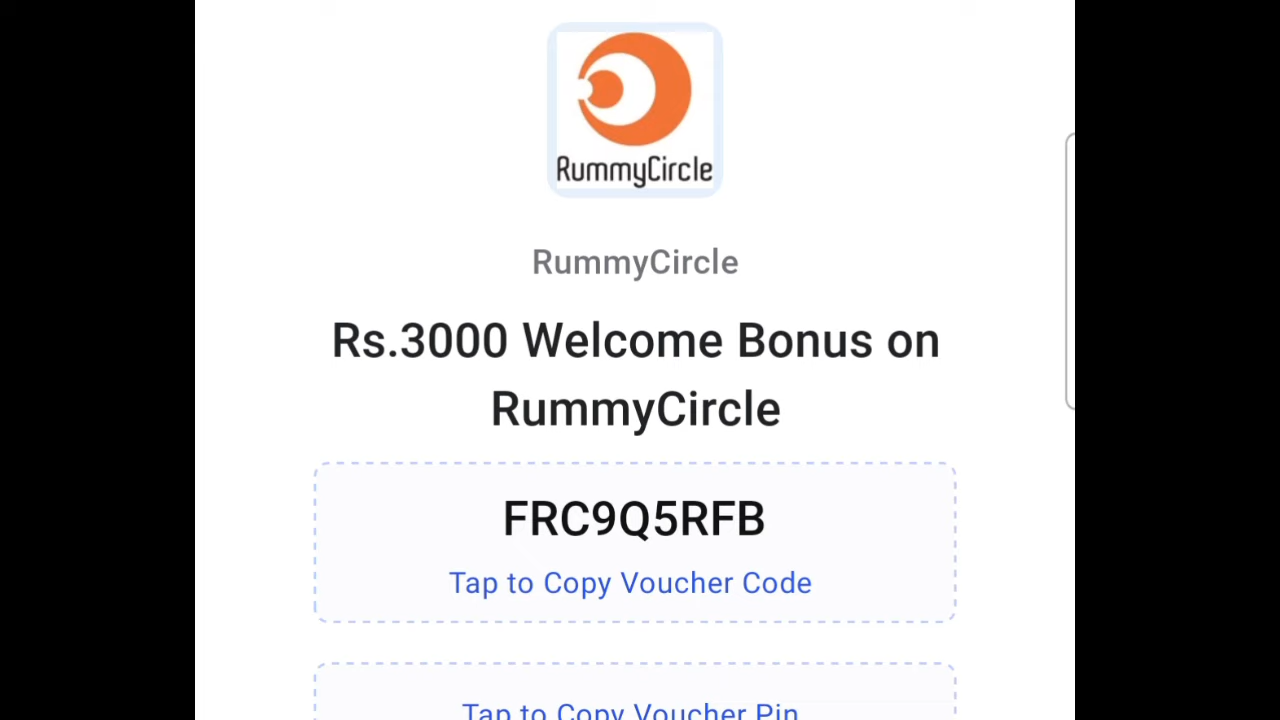 RummyCircle
RummyCircle
Rs.3000 Welcome Bonus on
RummyCircle
FRC9Q5RFB
Tap to Copy Voucher Code
Tap to Copy Voucher Pin